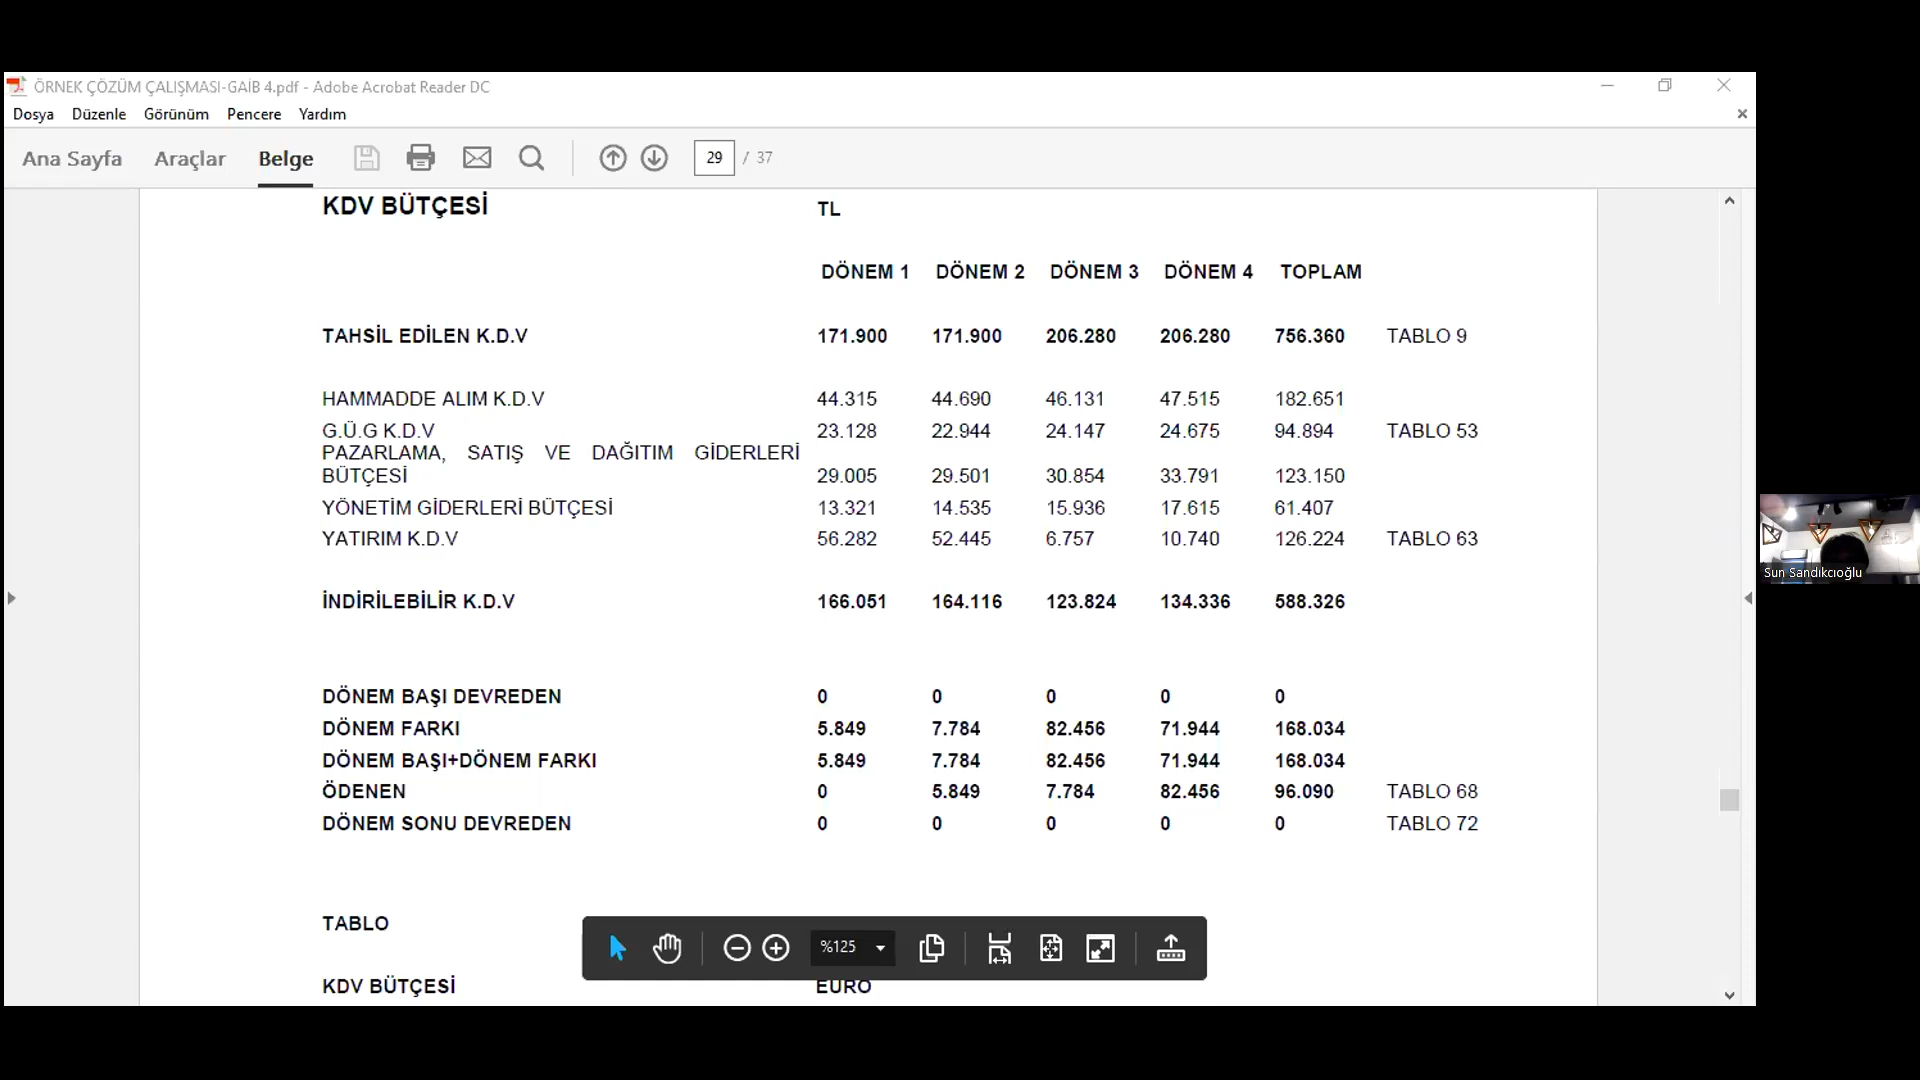 ÖRNEK ÇÖZÜM ÇALIŞMASI-GAİB 4.pdf - Adobe Acrobat Reader DC
Dosya Düzenle Görünüm Pencere Yardım
Ana Sayfa Araçlar Belge 29 / 37
KDV BÜTÇESİ TL
DÖNEM 1 DÖNEM 2 DÖNEM 3 DÖNEM 4 TOPLAM
TAHSİL EDİLEN K.D.V 171.900 171.900 206.280 206.280 756.360 TABLO 9
HAMMADDE ALIM K.D.V 44.315 44.690 46.131 47.515 182.651
G.Ü.G K.D.V 23.128 22.944 24.147 24.675 94.894 TABLO 53
PAZARLAMA, SATIŞ VE DAĞITIM GİDERLERİ
BÜTÇESİ 29.005 29.501 30.854 33.791 123.150
YÖNETİM GİDERLERİ BÜTÇESİ 13.321 14.535 15.936 17.615 61.407
YATIRIM K.D.V 56.282 52.445 6.757 10.740 126.224 TABLO 63
İNDİRİLEBİLİR K.D.V 166.051 164.116 123.824 134.336 588.326
DÖNEM BAŞI DEVREDEN 0 0 0 0 0
DÖNEM FARKI 5.849 7.784 82.456 71.944 168.034
DÖNEM BAŞI+DÖNEM FARKI 5.849 7.784 82.456 71.944 168.034
ÖDENEN 0 5.849 7.784 82.456 96.090 TABLO 68
DÖNEM SONU DEVREDEN 0 0 0 0 0 TABLO 72
TABLO
%125
KDV BÜTÇESİ EURO
Sun Sandıkcıoğlu